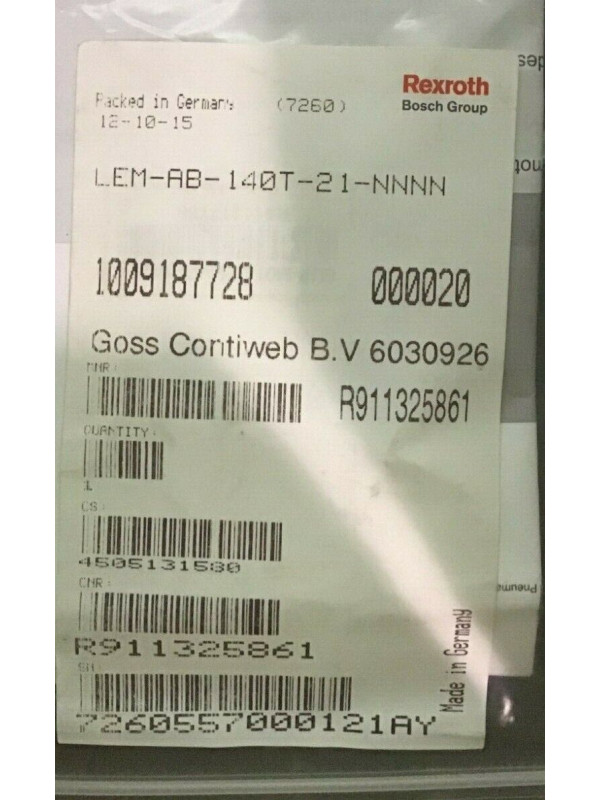 Rexroth
Bosch Group
Packed in Germany (7260)
12-10-15
LEM-AB-140T-21-NNNN
1009187728 000020
Goss Contiweb B.V 6030926
MNR:
R911325861
QUANTITY:
1
CS:
4505131580
CNR:
R911325861
SN:
7260557000121AY
Made in Germany